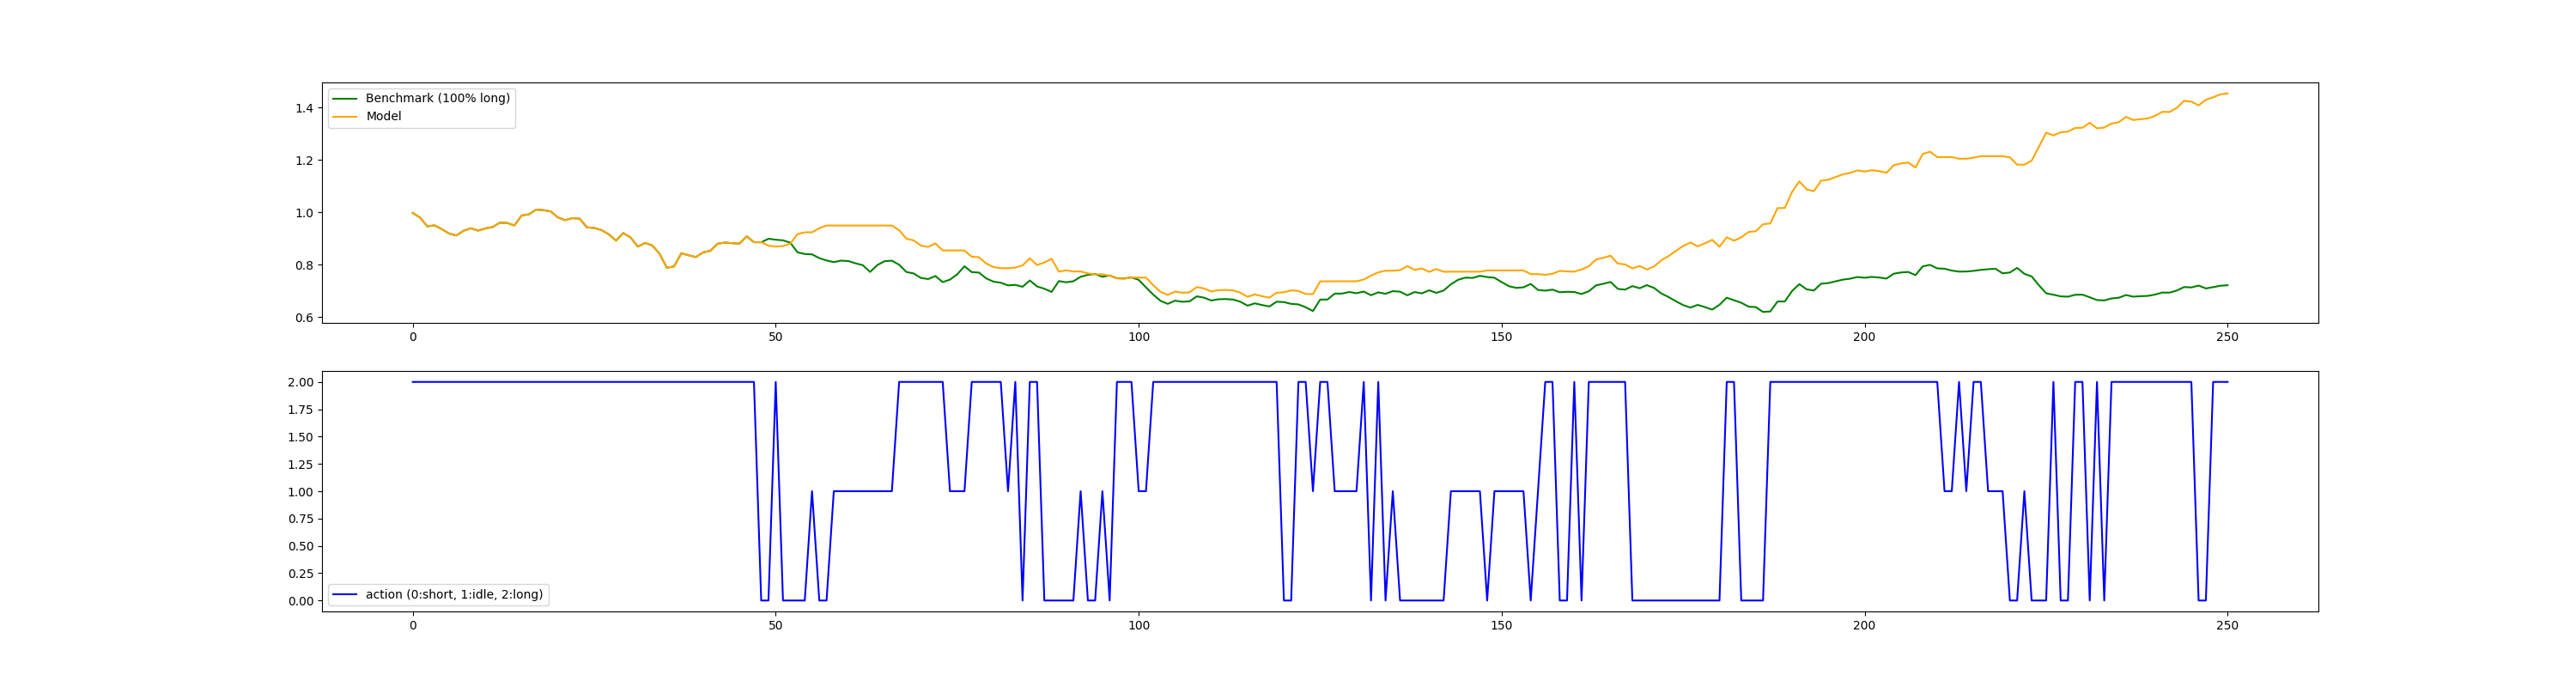 Benchmark (100% long)
Model
1.4
1.2
1.0
0.8
0.6
0 50 100 150 200 250
2.00
1.75
1.50
1.25
1.00
0.75
0.50
0.25
0.00
action (0:short, 1:idle, 2:long)
0 50 100 150 200 250